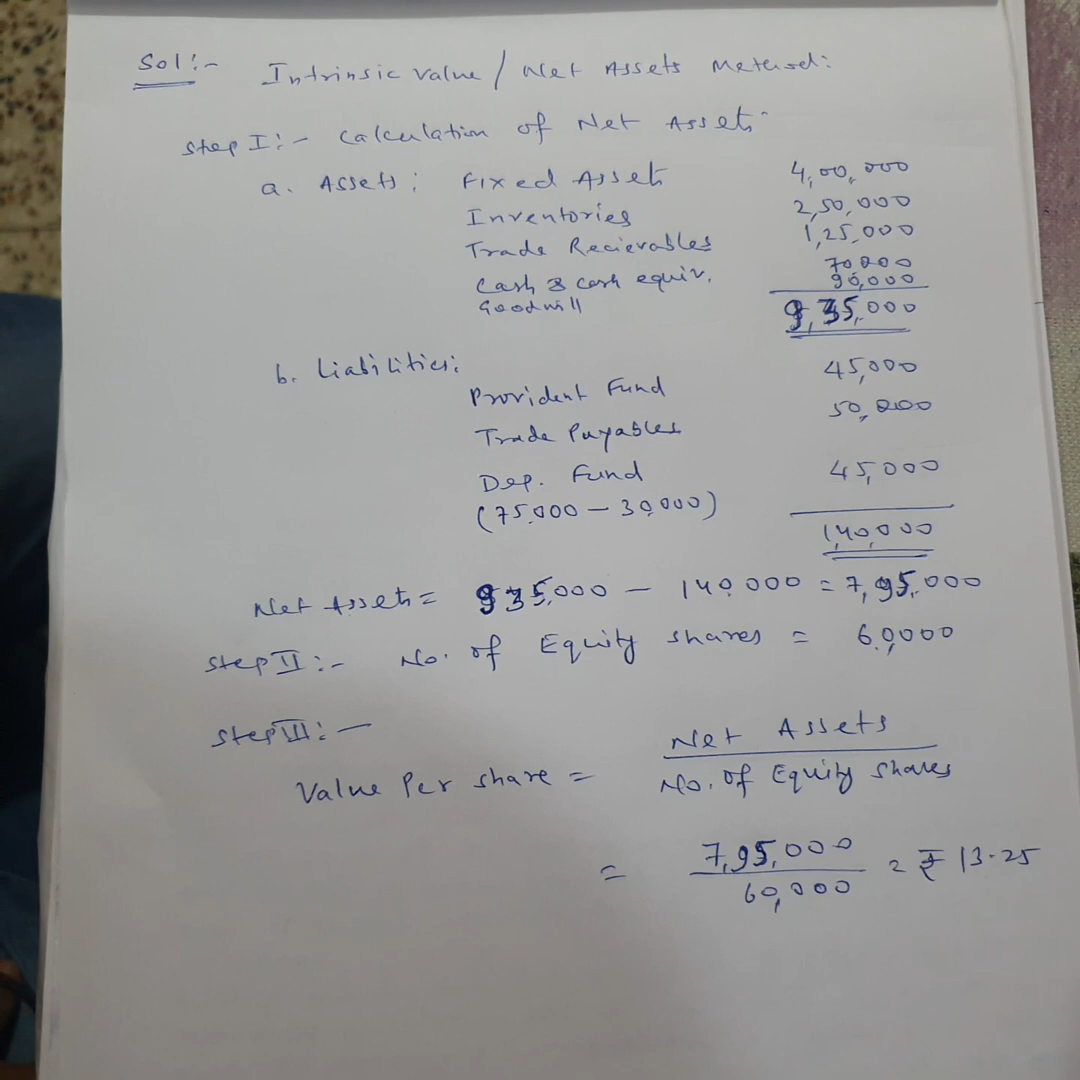 Sol:-
Intrinsic value / Net Assets Method:
Step I:- Calculation of Net Assets-
a. Assets: Fixed Assets 4,00,000
Inventories 2,50,000
Trade Recievables 1,25,000
Cash & cash equiv. 70000
Goodwill 90,000
9,35,000
b. Liabilities:
Provident Fund 45,000
Trade Payables 50,000
Dep. Fund 45,000
(75,000 - 30,000)
1,40,000
Net Assets = 935,000 - 140,000 = 7,95,000
Step II:- No. of Equity shares = 60,000
Step III:-
Value Per share = Net Assets
No. of Equity Shares
= 7,95,000
60,000
= ₹ 13.25